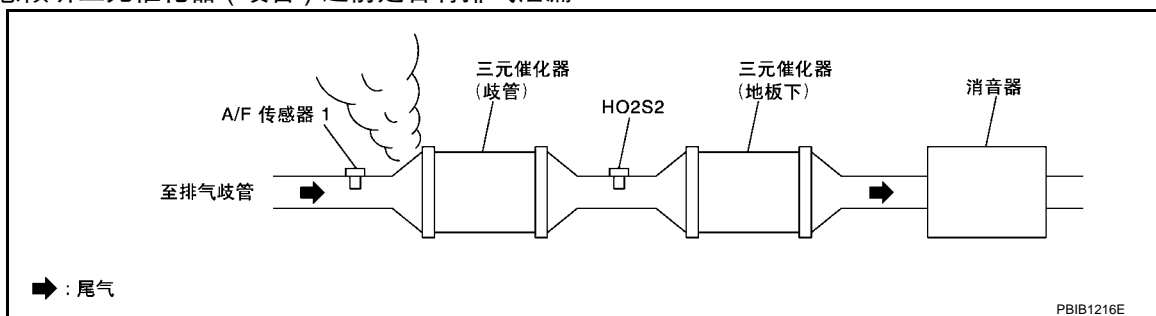 三元催化器
(歧管)
三元催化器
(地板下)
消音器
A/F 传感器 1
HO2S2
至排气歧管
: 尾气
PBIB1216E